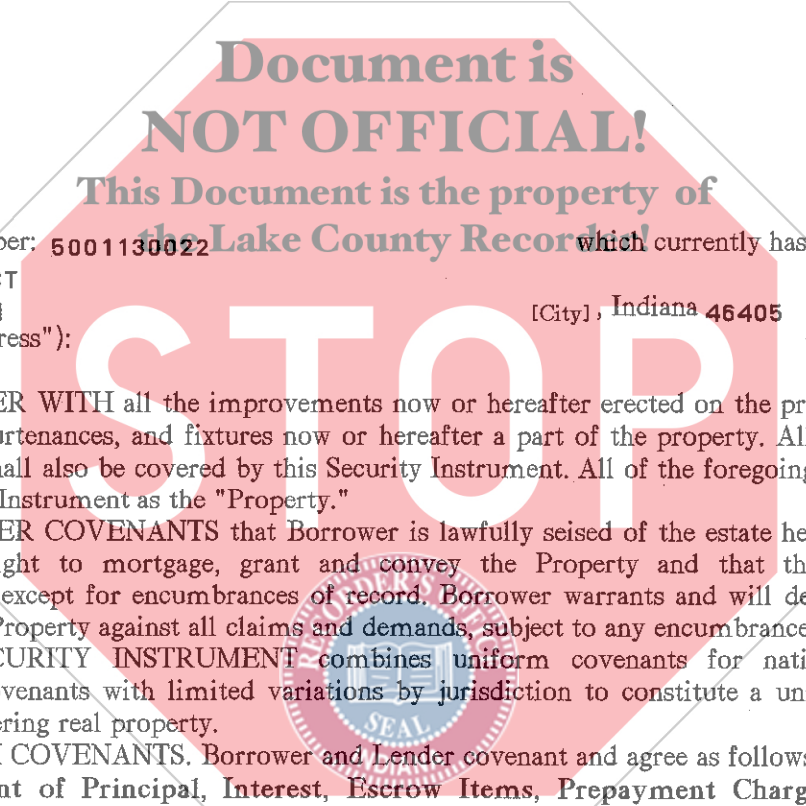 Document is
NOT OFFICIAL!
This Document is the property of
the Lake County Recorder!
ber: 5001130022 which currently has
CT
[City], Indiana 46405
ress"):
STOP
ER WITH all the improvements now or hereafter erected on the pr
urtenances, and fixtures now or hereafter a part of the property. All
hall also be covered by this Security Instrument. All of the foregoing
Instrument as the "Property."
ER COVENANTS that Borrower is lawfully seised of the estate he
ght to mortgage, grant and convey the Property and that th
except for encumbrances of record. Borrower warrants and will de
Property against all claims and demands, subject to any encumbrance
CURITY INSTRUMENT combines uniform covenants for nati
venants with limited variations by jurisdiction to constitute a un
ering real property.
SEAL
INDIANA
M COVENANTS. Borrower and Lender covenant and agree as follows
nt of Principal, Interest, Escrow Items, Prepayment Charg